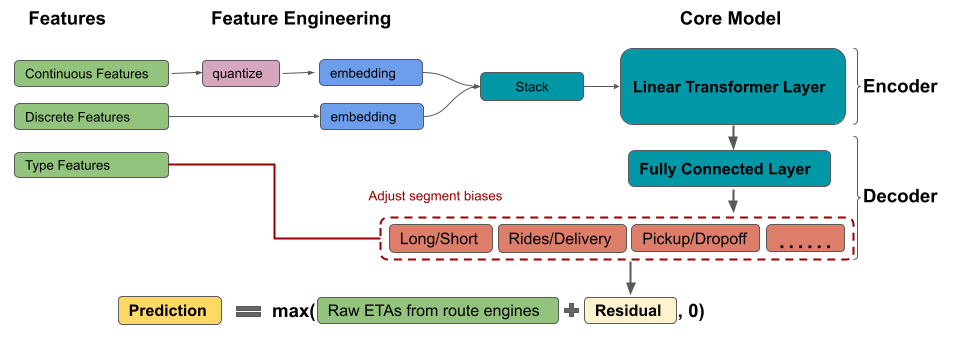 Features
Feature Engineering
Core Model
Continuous Features
quantize
embedding
Stack
Linear Transformer Layer
Encoder
Discrete Features
embedding
Type Features
Fully Connected Layer
Decoder
Adjust segment biases
Long/Short
Rides/Delivery
Pickup/Dropoff
......
Prediction = max( Raw ETAs from route engines + Residual , 0)